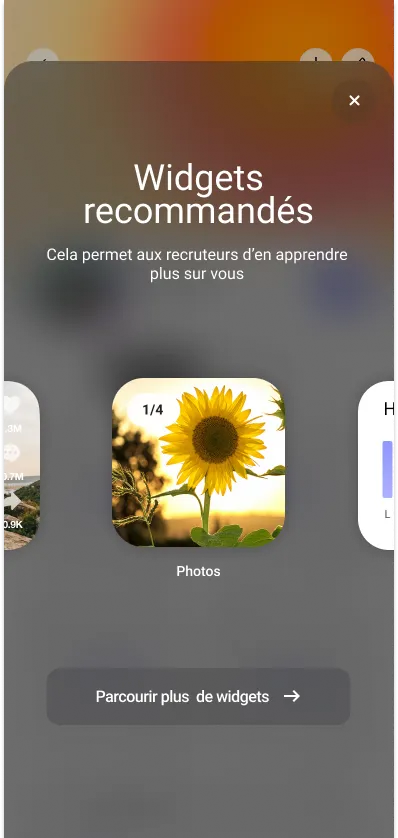 Widgets
recommandés
Cela permet aux recruteurs d’en apprendre
plus sur vous
1/4
.3M
0.7M
0.9K
H
L
Photos
Parcourir plus de widgets